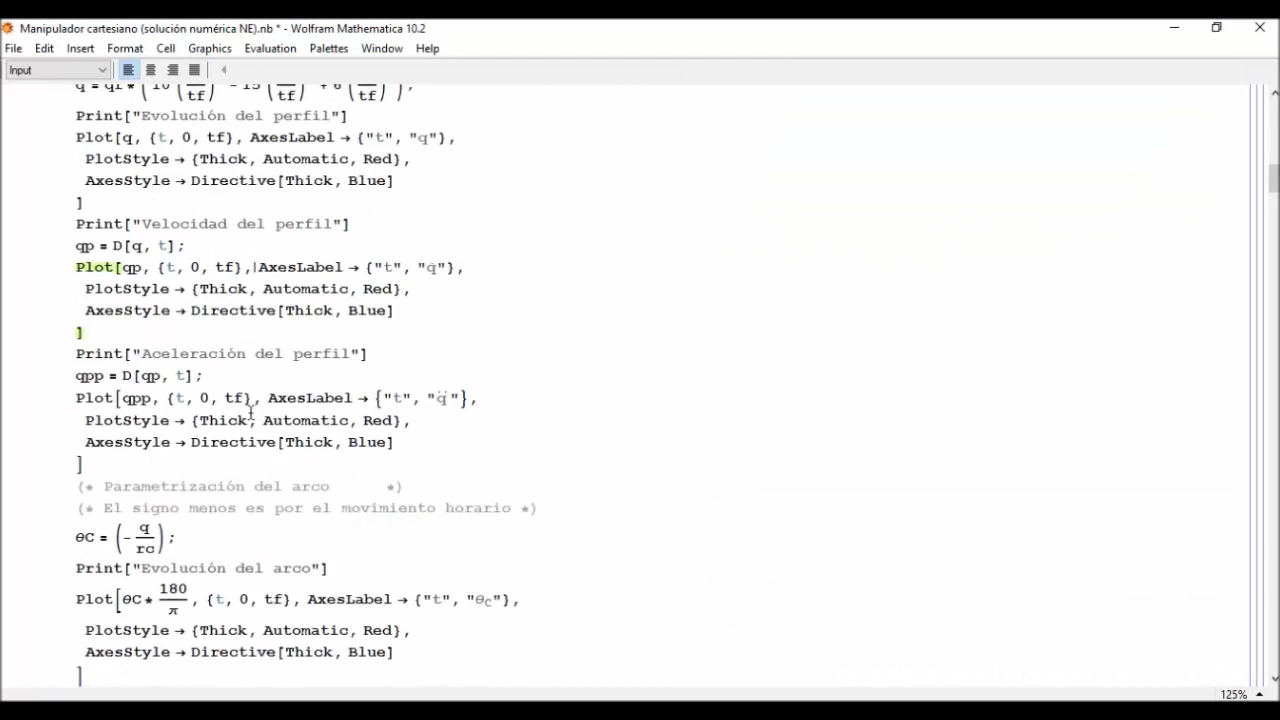 Manipulador cartesiano (solución numérica NE).nb * - Wolfram Mathematica 10.2
File Edit Insert Format Cell Graphics Evaluation Palettes Window Help
Input
tf tf tf
Print["Evolución del perfil"]
Plot[q, {t, 0, tf}, AxesLabel → {"t", "q"},
PlotStyle → {Thick, Automatic, Red},
AxesStyle → Directive[Thick, Blue]
]
Print["Velocidad del perfil"]
qp = D[q, t];
Plot[qp, {t, 0, tf}, AxesLabel → {"t", "q̇"},
PlotStyle → {Thick, Automatic, Red},
AxesStyle → Directive[Thick, Blue]
]
Print["Aceleración del perfil"]
qpp = D[qp, t];
Plot[qpp, {t, 0, tf}, AxesLabel → {"t", "q̈"},
PlotStyle → {Thick, Automatic, Red},
AxesStyle → Directive[Thick, Blue]
]
(* Parametrización del arco *)
(* El signo menos es por el movimiento horario *)
θC = (- q/rc);
Print["Evolución del arco"]
Plot[θC * 180/π, {t, 0, tf}, AxesLabel → {"t", "θC"},
PlotStyle → {Thick, Automatic, Red},
AxesStyle → Directive[Thick, Blue]
]
125%